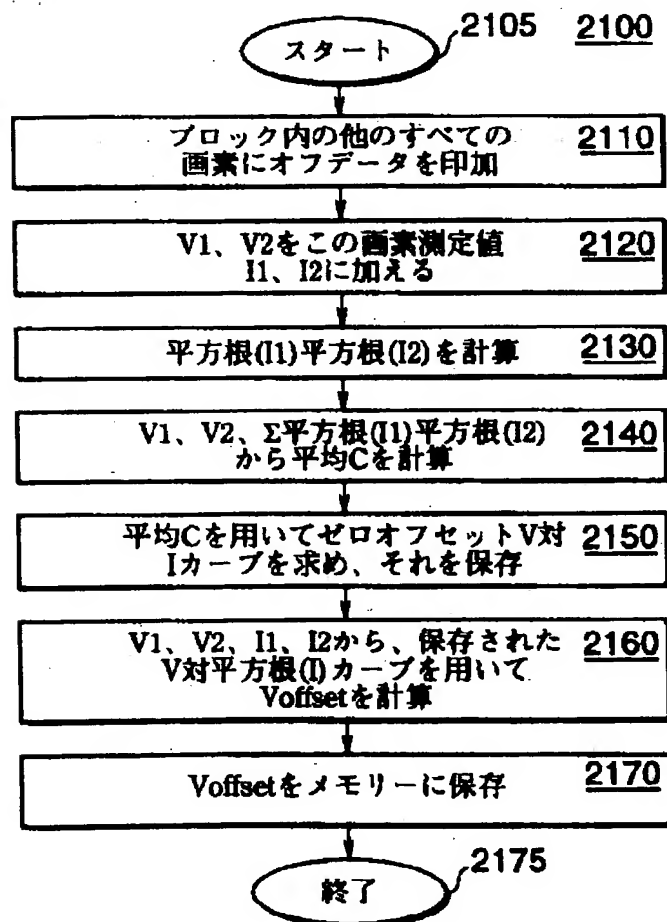 スタート
2105
2100
ブロック内の他のすべての
画素にオフデータを印加
2110
V1、V2をこの画素測定値
I1、I2に加える
2120
平方根(I1)平方根(I2)を計算
2130
V1、V2、Σ平方根(I1)平方根(I2)
から平均Cを計算
2140
平均Cを用いてゼロオフセットV対
Iカーブを求め、それを保存
2150
V1、V2、I1、I2から、保存された
V対平方根(I)カーブを用いて
Voffsetを計算
2160
Voffsetをメモリーに保存
2170
終了
2175